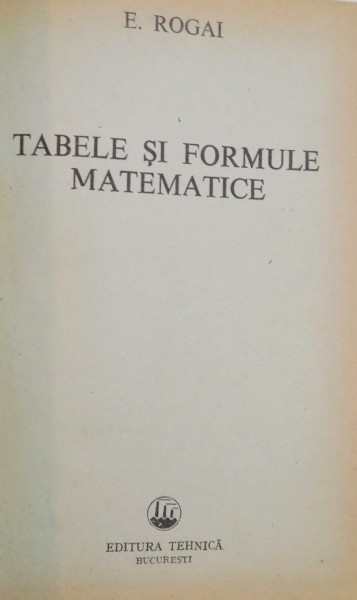 E. ROGAI
TABELE ȘI FORMULE
MATEMATICE
EDITURA TEHNICĂ
BUCUREȘTI